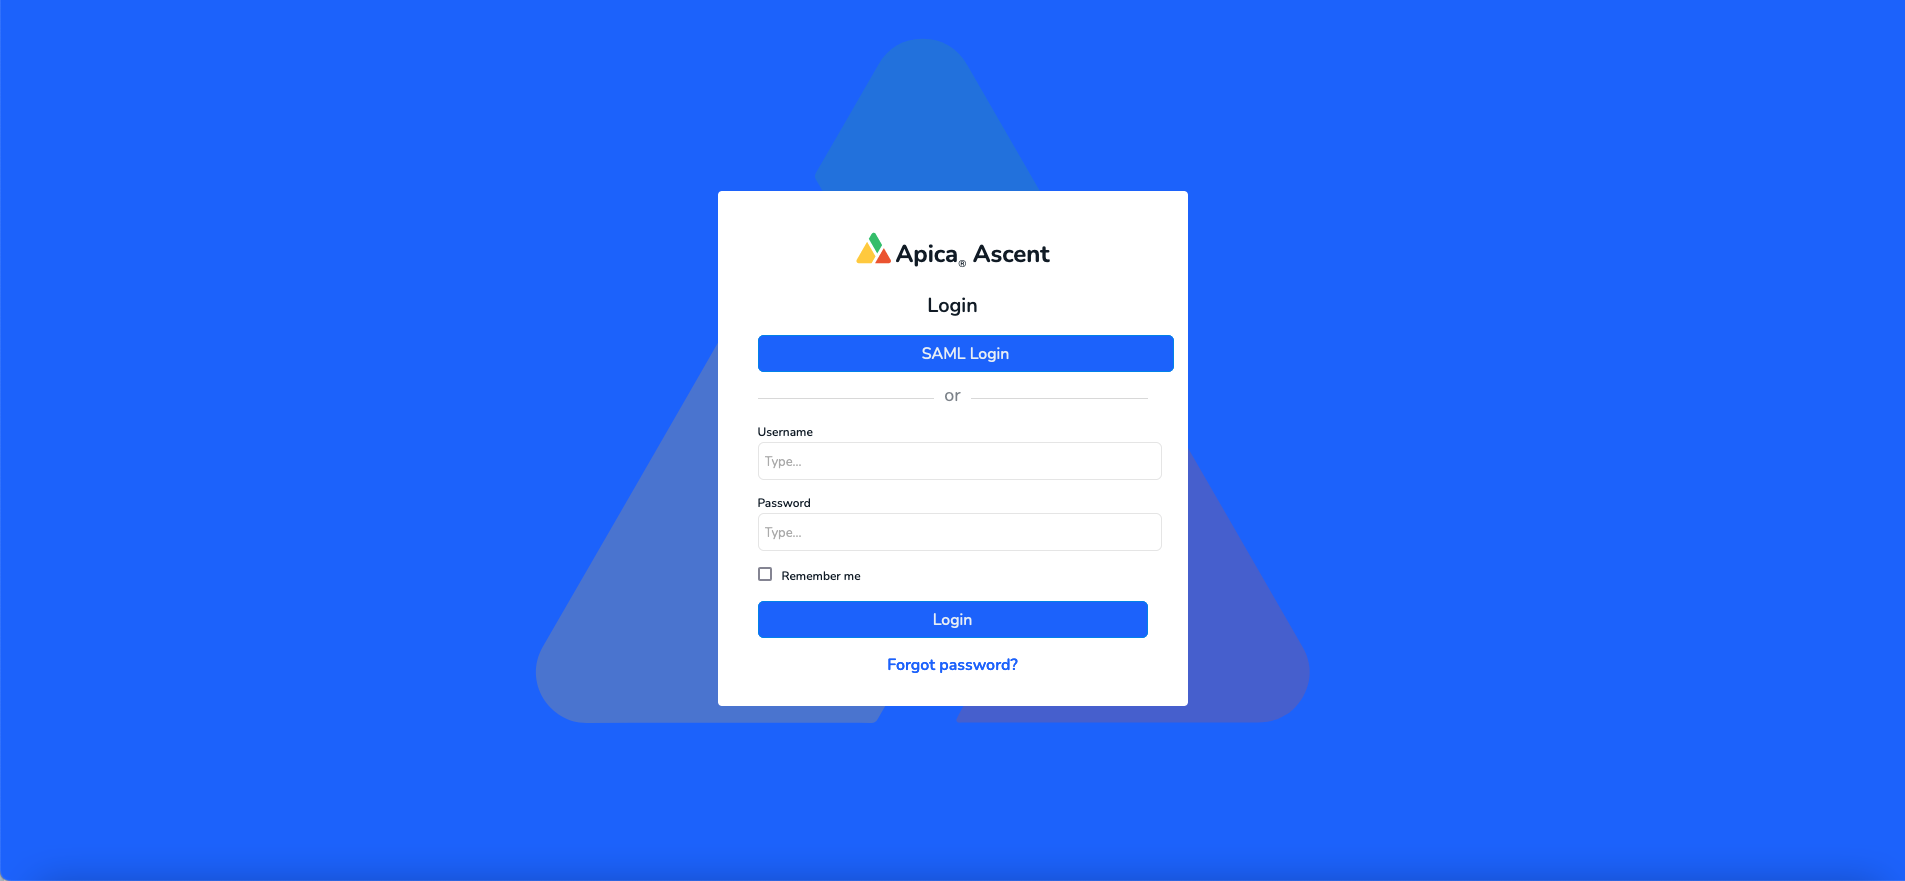 Apica® Ascent
Login
SAML Login
or
Username
Type...
Password
Type...
Remember me
Login
Forgot password?